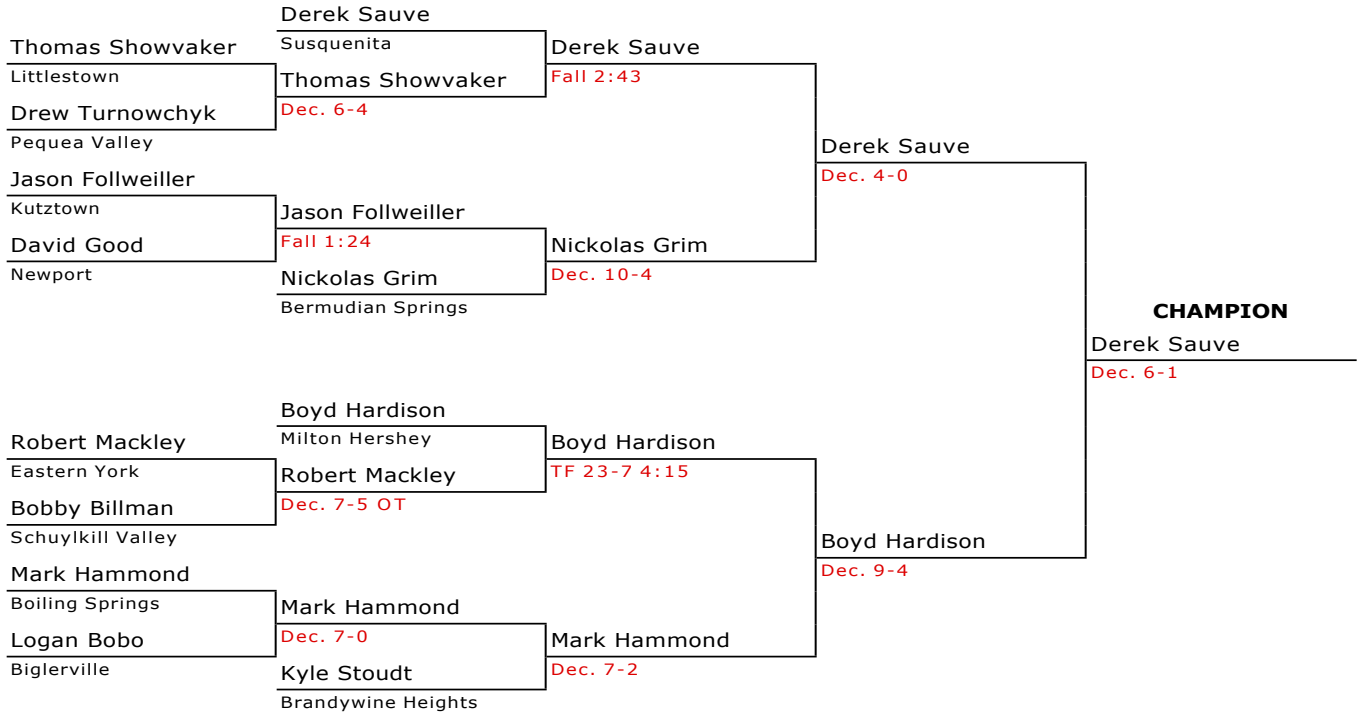 Derek Sauve
Susquenita
Thomas Showvaker
Littlestown
Drew Turnowchyk
Pequea Valley
Thomas Showvaker
Dec. 6-4
Derek Sauve
Fall 2:43
Jason Follweiller
Kutztown
David Good
Newport
Jason Follweiller
Fall 1:24
Nickolas Grim
Bermudian Springs
Nickolas Grim
Dec. 10-4
Derek Sauve
Dec. 4-0
CHAMPION
Derek Sauve
Dec. 6-1
Boyd Hardison
Milton Hershey
Robert Mackley
Eastern York
Bobby Billman
Schuylkill Valley
Robert Mackley
Dec. 7-5 OT
Boyd Hardison
TF 23-7 4:15
Mark Hammond
Boiling Springs
Logan Bobo
Biglerville
Mark Hammond
Dec. 7-0
Kyle Stoudt
Brandywine Heights
Mark Hammond
Dec. 7-2
Boyd Hardison
Dec. 9-4